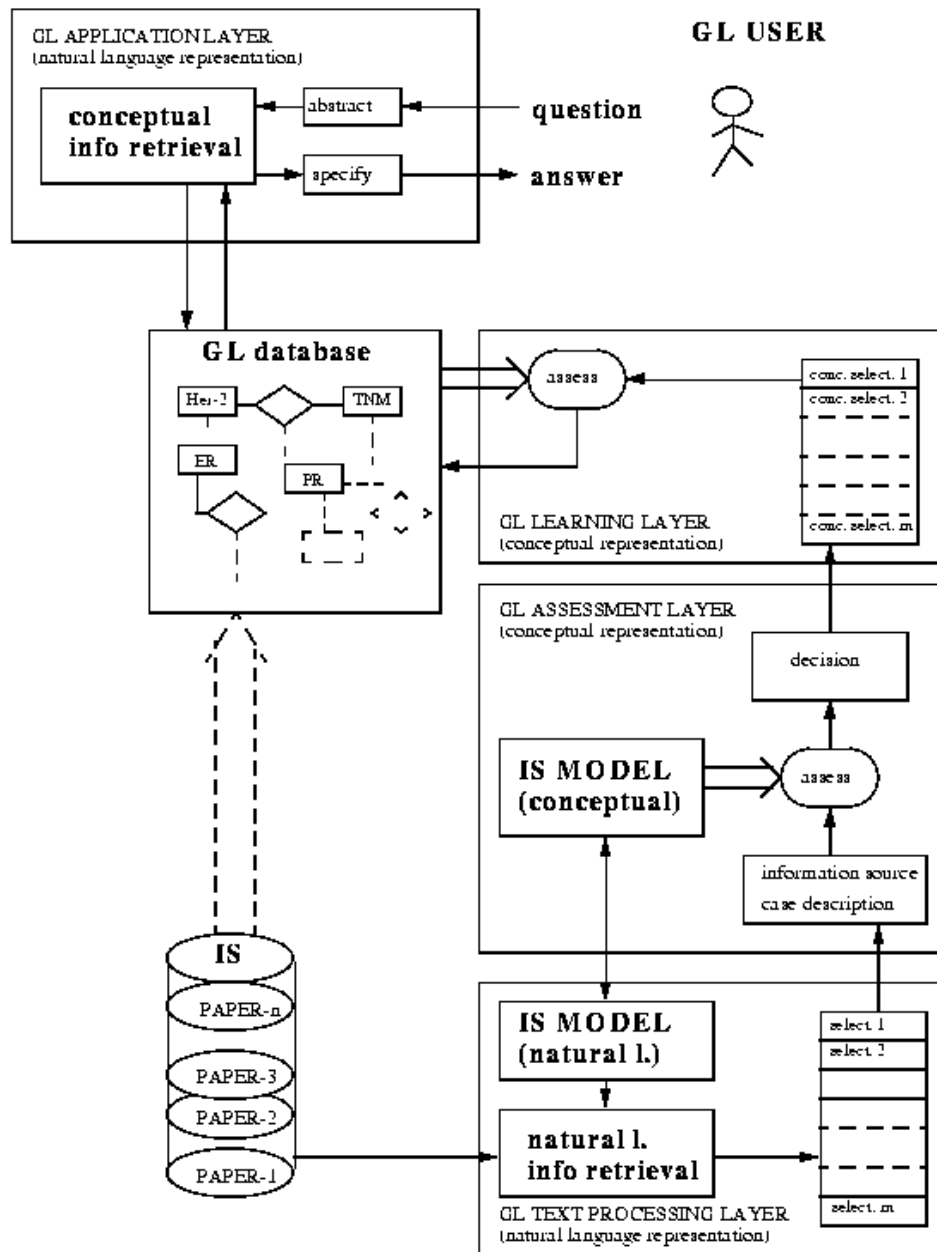 GL APPLICATION LAYER
(natural language representation)
GL USER
conceptual
info retrieval
abstract
question
specify
answer
GL database
Her-2
TNM
ER
PR
assess
conc. select. 1
conc. select. 2
conc. select. m
GL LEARNING LAYER
(conceptual representation)
GL ASSESSMENT LAYER
(conceptual representation)
decision
IS MODEL
(conceptual)
assess
information source
case description
IS
PAPER-n
PAPER-3
PAPER-2
PAPER-1
IS MODEL
(natural l.)
natural l.
info retrieval
select. 1
select. 2
select. m
GL TEXT PROCESSING LAYER
(natural language representation)